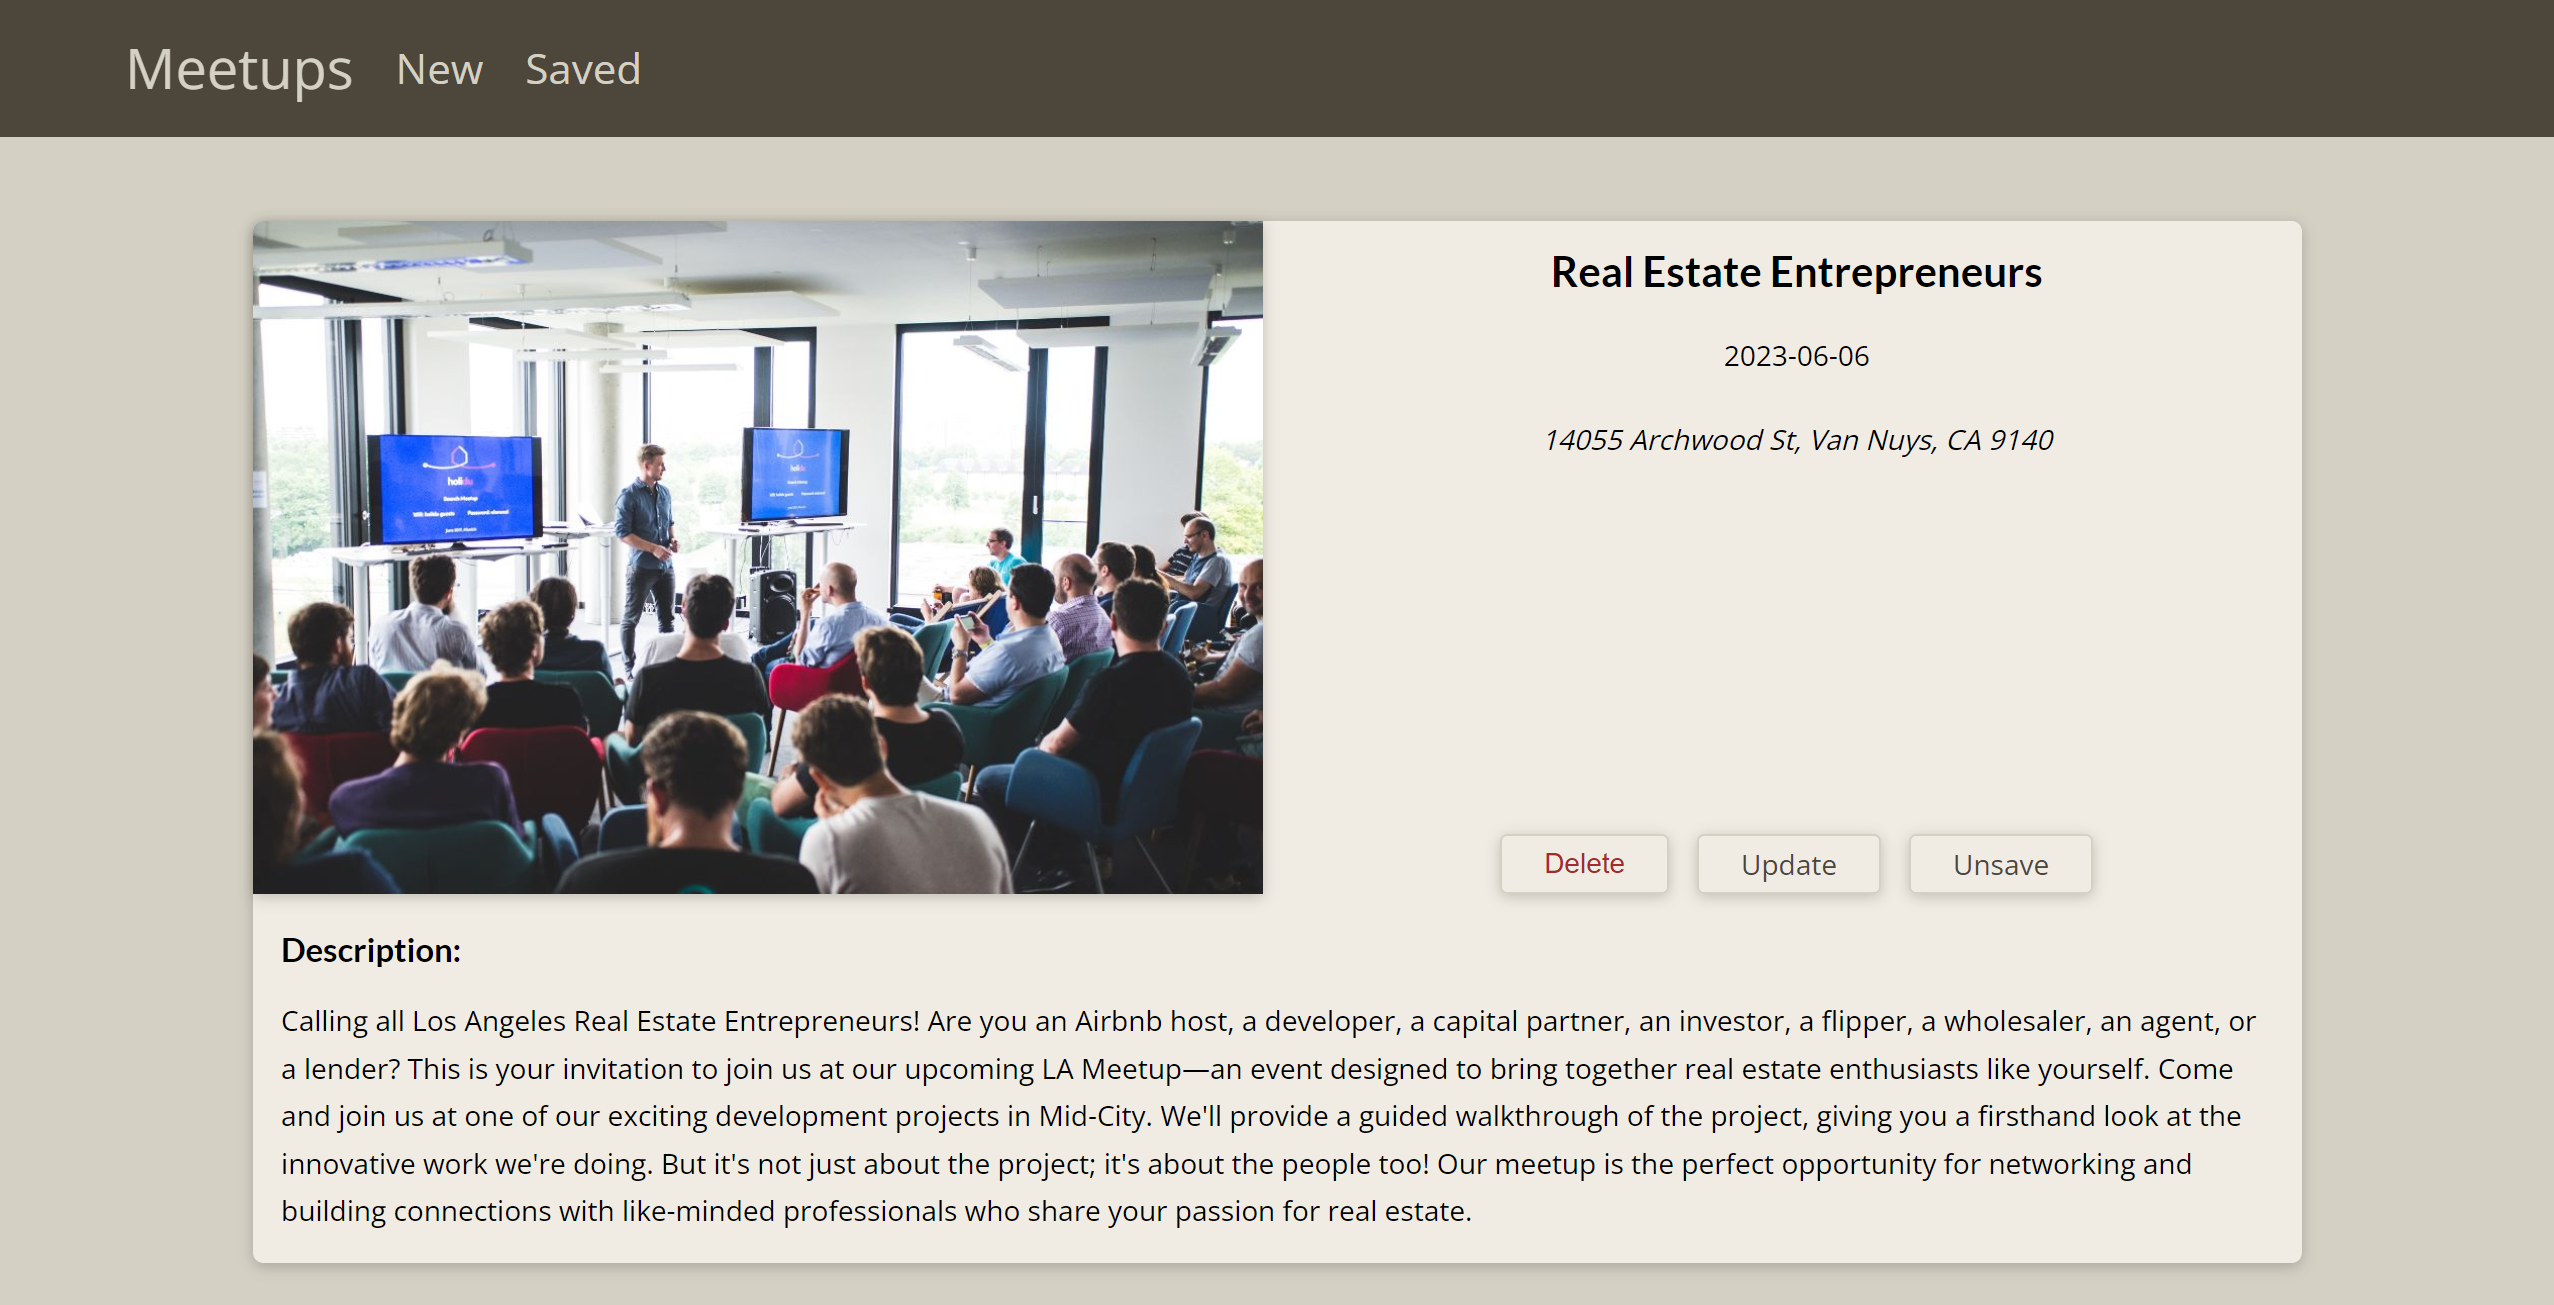 Meetups New Saved
Real Estate Entrepreneurs
2023-06-06
14055 Archwood St, Van Nuys, CA 9140
holidu
Search Meetup
June 2017, Munich
holidu
Delete Update Unsave
Description:
Calling all Los Angeles Real Estate Entrepreneurs! Are you an Airbnb host, a developer, a capital partner, an investor, a flipper, a wholesaler, an agent, or
a lender? This is your invitation to join us at our upcoming LA Meetup—an event designed to bring together real estate enthusiasts like yourself. Come
and join us at one of our exciting development projects in Mid-City. We'll provide a guided walkthrough of the project, giving you a firsthand look at the
innovative work we're doing. But it's not just about the project; it's about the people too! Our meetup is the perfect opportunity for networking and
building connections with like-minded professionals who share your passion for real estate.